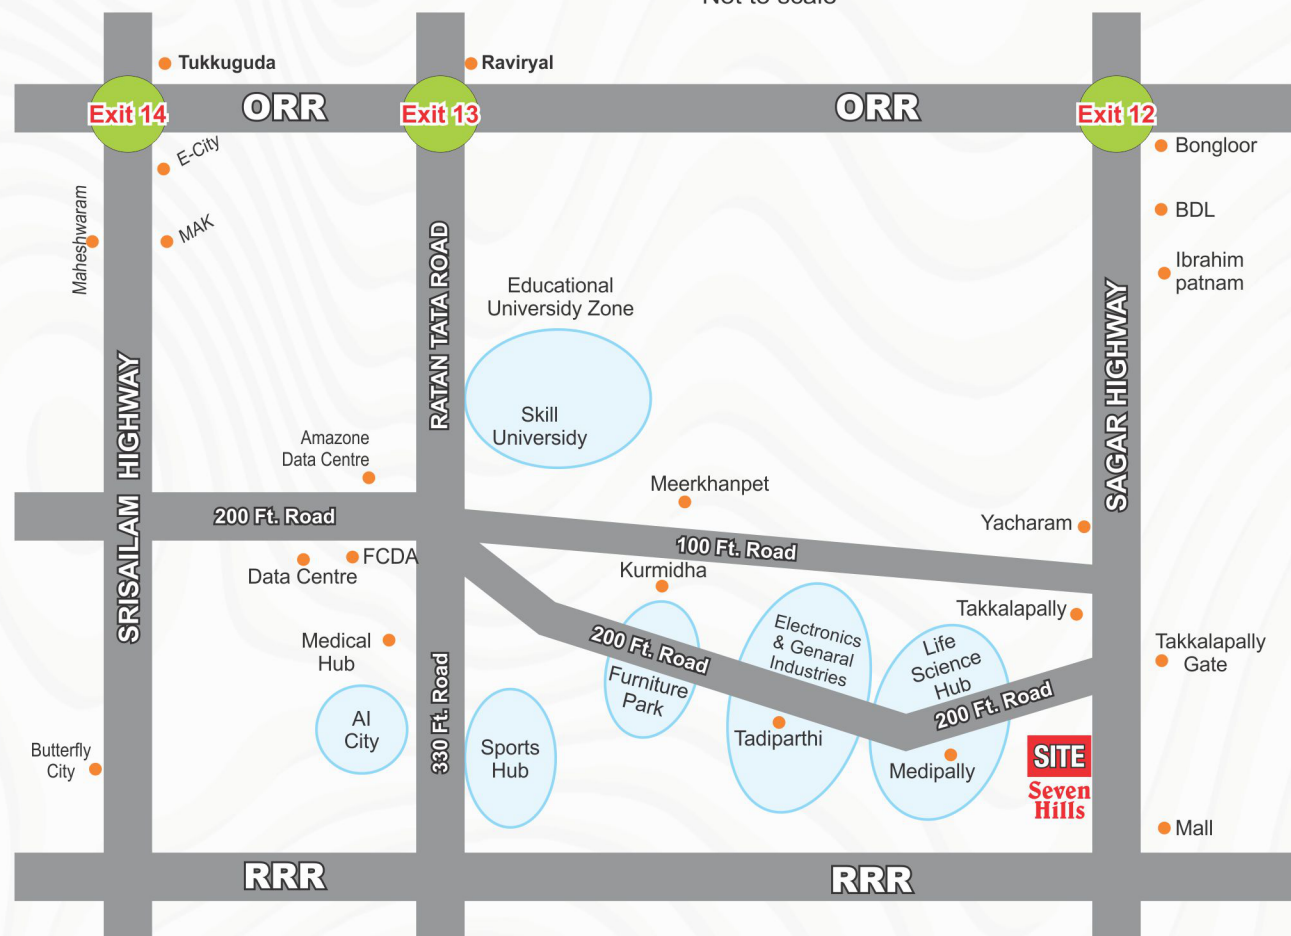 Not to scale
Tukkuguda
Raviryal
Exit 14
ORR
Exit 13
ORR
Exit 12
Bongloor
E-City
BDL
MAK
Maheshwaram
Ibrahim
patnam
RATAN TATA ROAD
Educational
Universidy Zone
SAGAR HIGHWAY
SRISAILAM HIGHWAY
Skill
Universidy
Amazone
Data Centre
Meerkhanpet
200 Ft. Road
Yacharam
100 Ft. Road
FCDA
Data Centre
Kurmidha
Takkalapally
Electronics
& Genaral
Industries
Life
Science
Hub
Medical
Hub
200 Ft. Road
Takkalapally
Gate
Furniture
Park
200 Ft. Road
330 Ft. Road
AI
City
Sports
Hub
Tadiparthi
Butterfly
City
Medipally
SITE
Seven
Hills
Mall
RRR
RRR